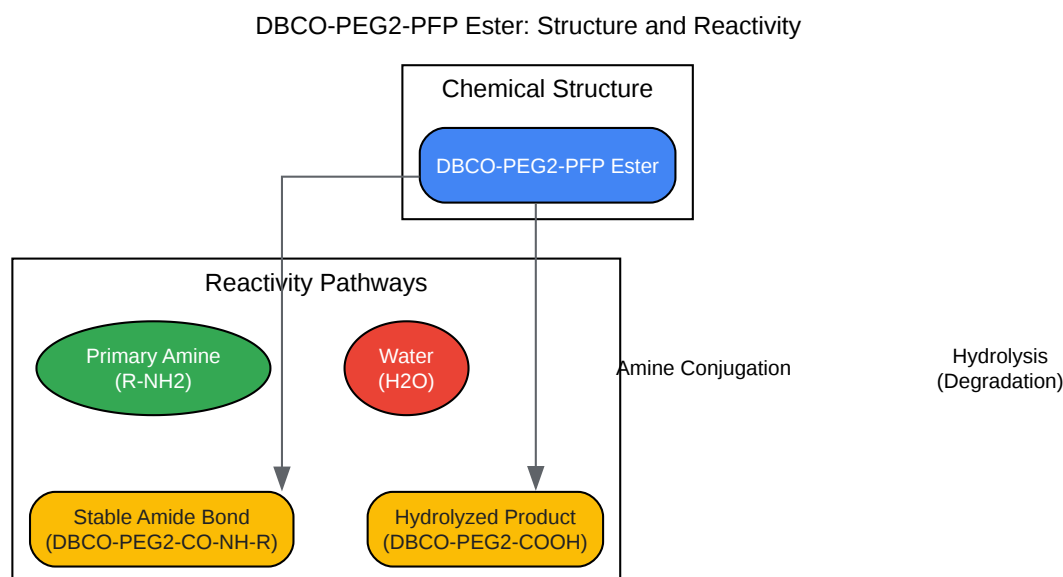 DBCO-PEG2-PFP Ester: Structure and Reactivity
Chemical Structure
DBCO-PEG2-PFP Ester
Reactivity Pathways
Primary Amine
(R-NH2)
Water
(H2O)
Amine Conjugation
Hydrolysis
(Degradation)
Stable Amide Bond
(DBCO-PEG2-CO-NH-R)
Hydrolyzed Product
(DBCO-PEG2-COOH)